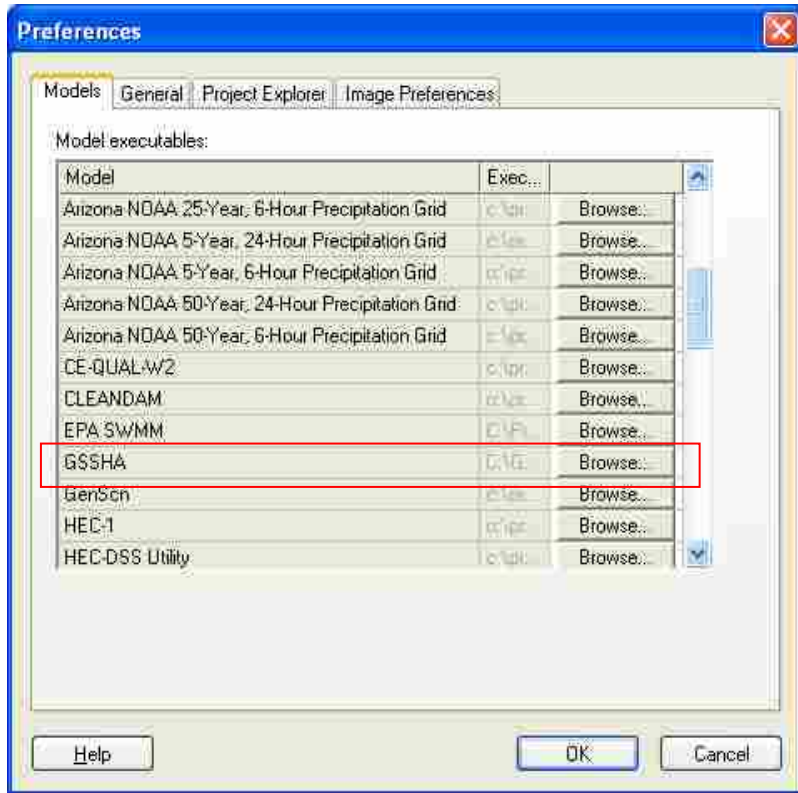 Preferences
Models General Project Explorer Image Preferences
Model executables:
Model Exec...
Arizona NOAA 25-Year, 6-Hour Precipitation Grid Browse...
Arizona NOAA 5-Year, 24-Hour Precipitation Grid Browse...
Arizona NOAA 5-Year, 6-Hour Precipitation Grid Browse...
Arizona NOAA 50-Year, 24-Hour Precipitation Grid Browse...
Arizona NOAA 50-Year, 6-Hour Precipitation Grid Browse...
CE-QUAL-W2 Browse...
CLEANDAM Browse...
EPA SWMM Browse...
GSSHA Browse...
GenScn Browse...
HEC-1 Browse...
HEC-DSS Utility Browse...
Help OK Cancel